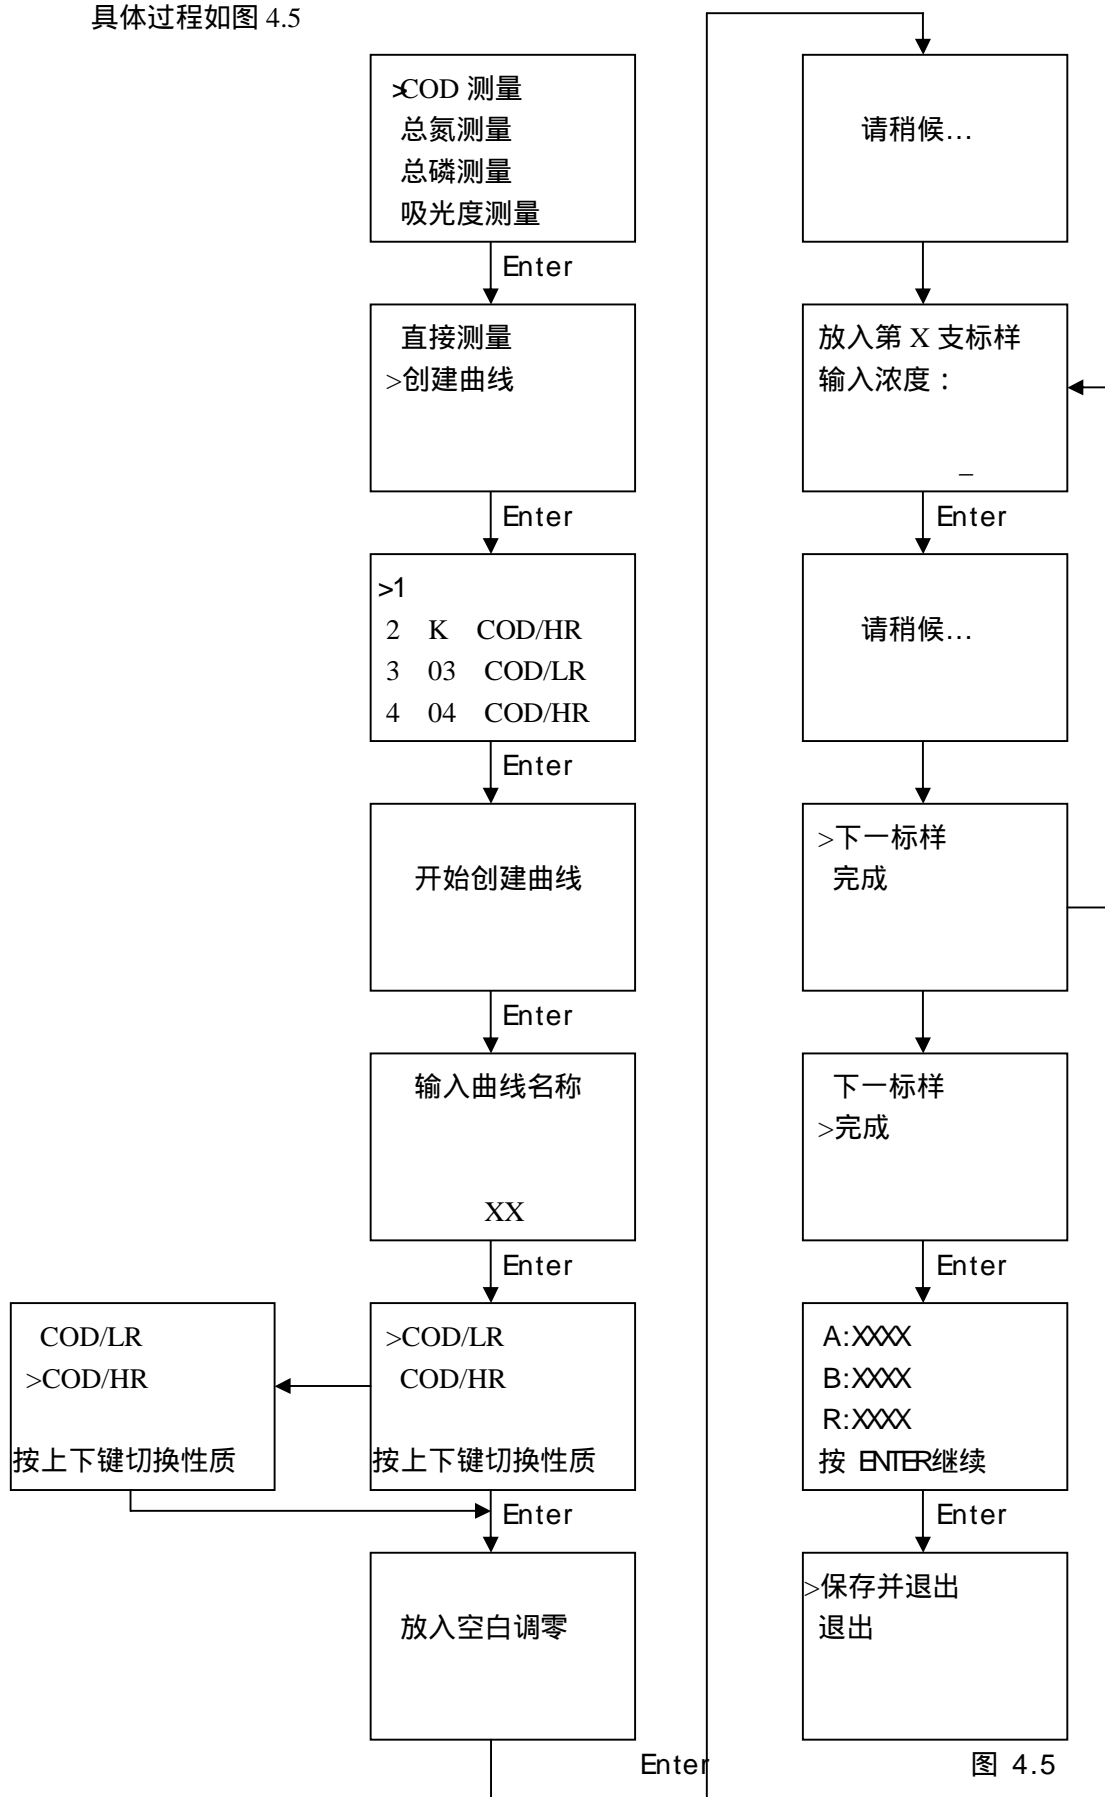 具体过程如图 4.5
>COD 测量
总氮测量
总磷测量
吸光度测量
Enter
直接测量
>创建曲线
Enter
>1
2 K COD/HR
3 03 COD/LR
4 04 COD/HR
Enter
开始创建曲线
Enter
输入曲线名称
XX
Enter
>COD/LR
COD/HR
按上下键切换性质
COD/LR
>COD/HR
按上下键切换性质
Enter
放入空白调零
Enter
请稍候...
放入第 X 支标样
输入浓度：
_
Enter
请稍候...
>下一标样
完成
下一标样
>完成
Enter
A:XXXX
B:XXXX
R:XXXX
按 ENTER继续
Enter
>保存并退出
退出
图 4.5